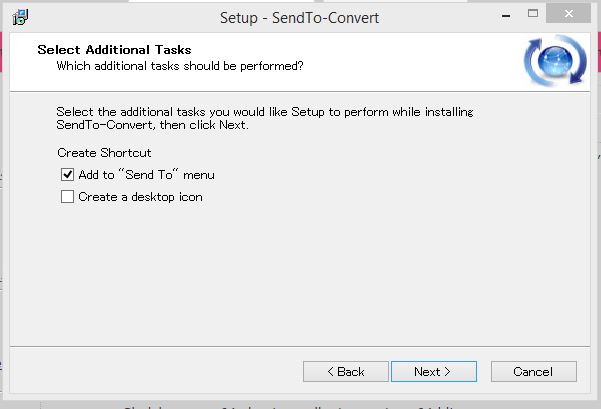 Setup - SendTo-Convert
Select Additional Tasks
Which additional tasks should be performed?
Select the additional tasks you would like Setup to perform while installing
SendTo-Convert, then click Next.
Create Shortcut
Add to "Send To" menu
Create a desktop icon
< Back
Next >
Cancel